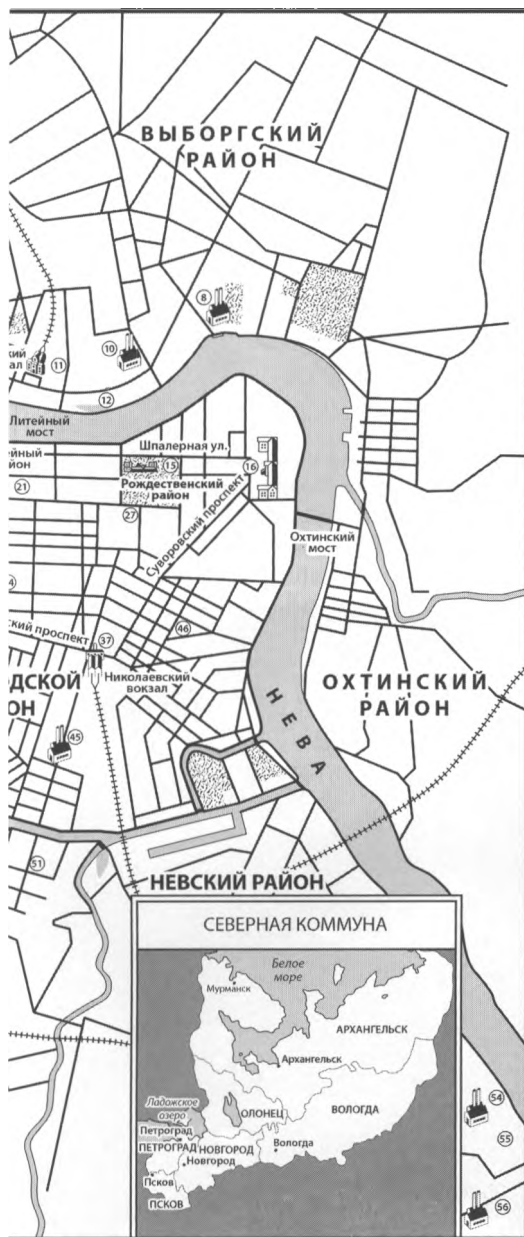 ВЫБОРГСКИЙ
РАЙОН
8
10
11
12
Литейный
мост
Шпалерная ул.
15
16
21
Рождественский
район
27
Суворовский проспект
Охтинский
мост
46
37
Николаевский
вокзал
ОХТИНСКИЙ
РАЙОН
НЕВА
45
51
НЕВСКИЙ РАЙОН
СЕВЕРНАЯ КОММУНА
Белое
море
Мурманск
АРХАНГЕЛЬСК
Архангельск
Ладожское
озеро
ОЛОНЕЦ
ВОЛОГДА
Петроград
ПЕТРОГРАД
НОВГОРОД
Новгород
Вологда
Псков
ПСКОВ
54
55
56